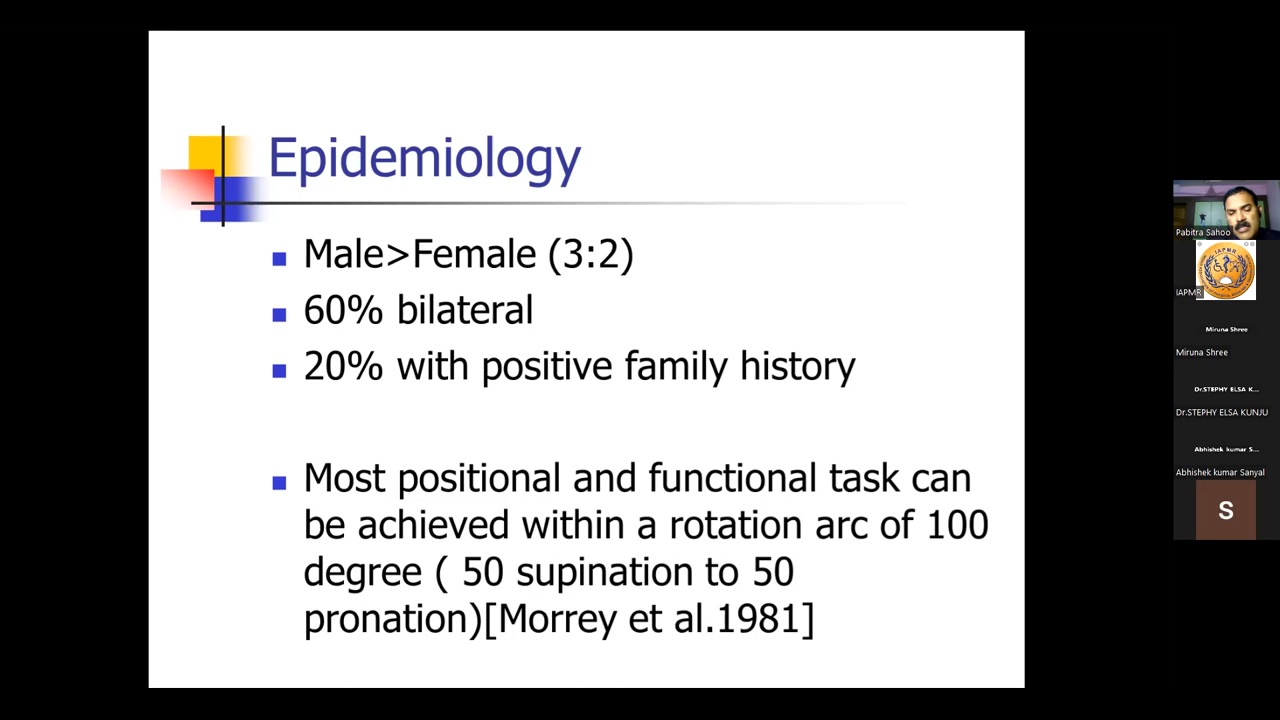 Epidemiology
Male>Female (3:2)
60% bilateral
20% with positive family history
Most positional and functional task can
be achieved within a rotation arc of 100
degree ( 50 supination to 50
pronation)[Morrey et al.1981]
Pabitra Sahoo
IAPMR
IAPMR
Miruna Shree
Miruna Shree
Dr.STEPHY ELSA K...
Dr.STEPHY ELSA KUNJU
Abhishek kumar S...
Abhishek kumar Sanyal
S